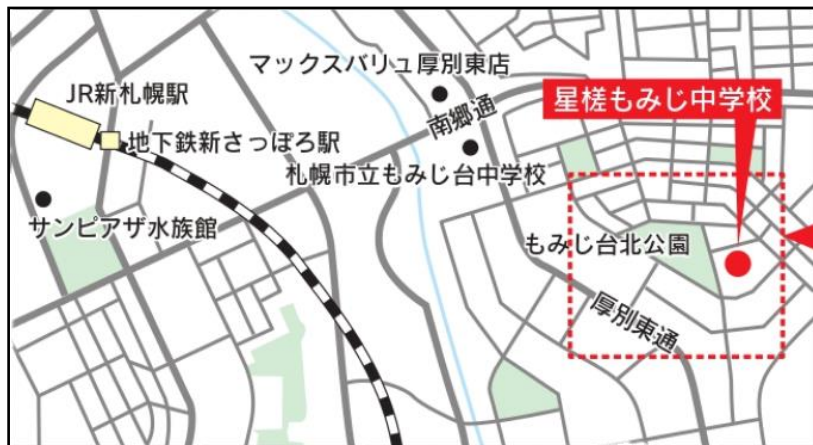 マックスバリュ厚別東店
JR新札幌駅
星槎もみじ中学校
南郷通
地下鉄新さっぽろ駅
札幌市立もみじ台中学校
サンピアザ水族館
もみじ台北公園
厚別東通